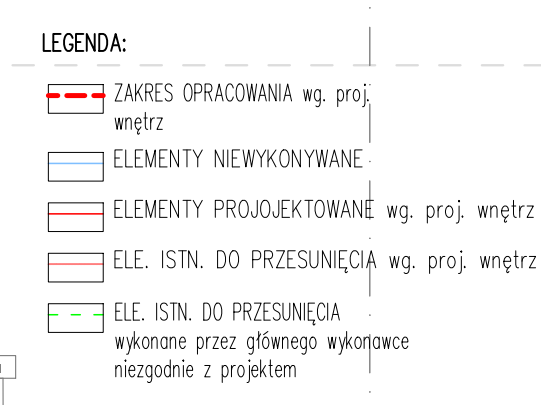 LEGENDA:
ZAKRES OPRACOWANIA wg. proj.
wnętrz
ELEMENTY NIEWYKONYWANE
ELEMENTY PROJOJEKTOWANE wg. proj. wnętrz
ELE. ISTN. DO PRZESUNIĘCIA wg. proj. wnętrz
ELE. ISTN. DO PRZESUNIĘCIA
wykonane przez głównego wykonawce
niezgodnie z projektem